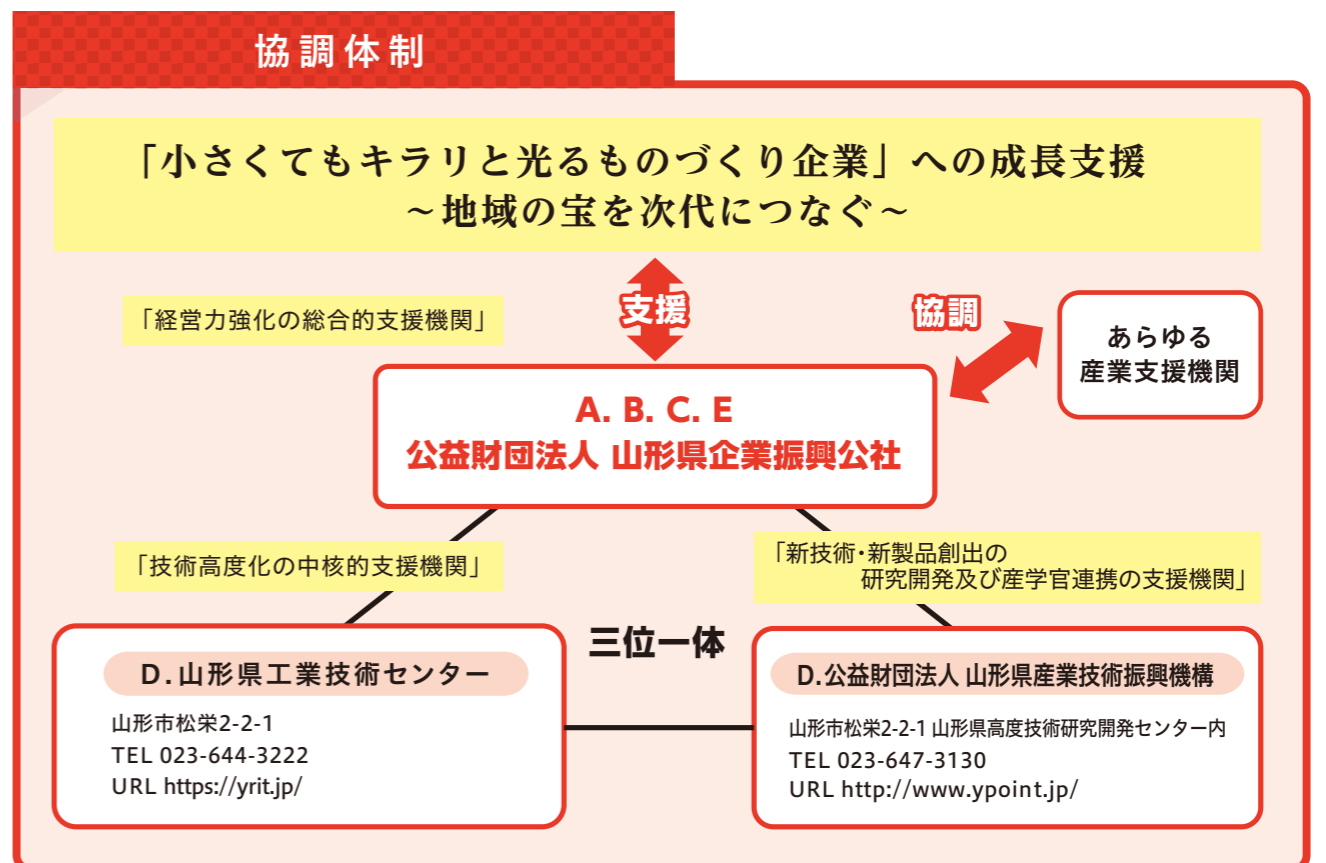 協調体制
「小さくてもキラリと光るものづくり企業」への成長支援
～地域の宝を次代につなぐ～
支援
「経営力強化の総合的支援機関」
協調
あらゆる
産業支援機関
A. B. C. E
公益財団法人 山形県企業振興公社
「技術高度化の中核的支援機関」
「新技術・新製品創出の
研究開発及び産学官連携の支援機関」
三位一体
D.山形県工業技術センター
山形市松栄2-2-1
TEL 023-644-3222
URL https://yrit.jp/
D.公益財団法人 山形県産業技術振興機構
山形市松栄2-2-1 山形県高度技術研究開発センター内
TEL 023-647-3130
URL http://www.ypoint.jp/